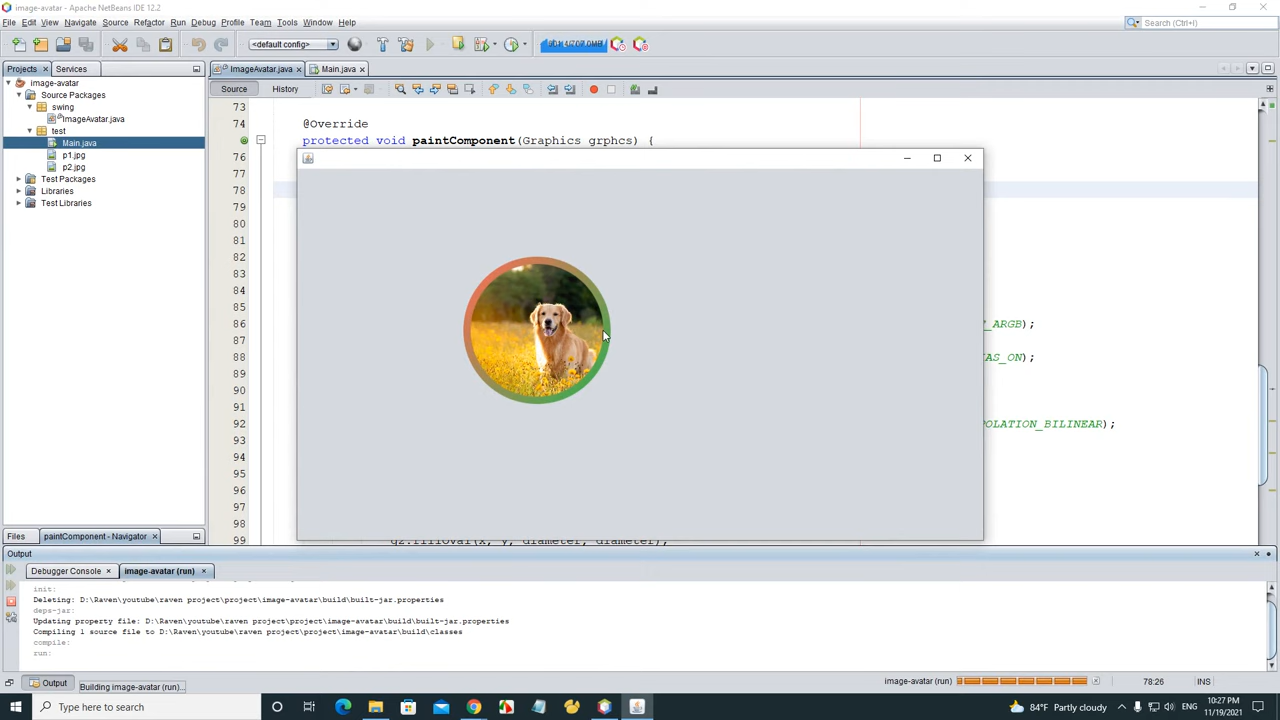 image-avatar - Apache NetBeans IDE 12.2
File Edit View Navigate Source Refactor Run Debug Profile Team Tools Window Help
Search (Ctrl+I)
<default config>
Projects Services
ImageAvatar.java Main.java
Source History
image-avatar
Source Packages
swing
ImageAvatar.java
test
Main.java
p1.jpg
p2.jpg
Test Packages
Libraries
Test Libraries
73
74 @Override
protected void paintComponent(Graphics grphcs) {
76
77
78
79
80
81
82
83
84
85
86 _ARGB);
87
88 AS_ON);
89
90
91
92 POLATION_BILINEAR);
93
94
95
96
97
98
99 g2.fillOval(x, y, diameter, diameter);
Files paintComponent - Navigator
Output
Debugger Console image-avatar (run)
init:
Deleting: D:\Raven\youtube\raven project\project\image-avatar\build\built-jar.properties
deps-jar:
Updating property file: D:\Raven\youtube\raven project\project\image-avatar\build\built-jar.properties
Compiling 1 source file to D:\Raven\youtube\raven project\project\image-avatar\build\classes
compile:
run:
Output Building image-avatar (run)... image-avatar (run) 78:26 INS
Type here to search 84°F Partly cloudy ENG 10:27 PM
11/19/2021